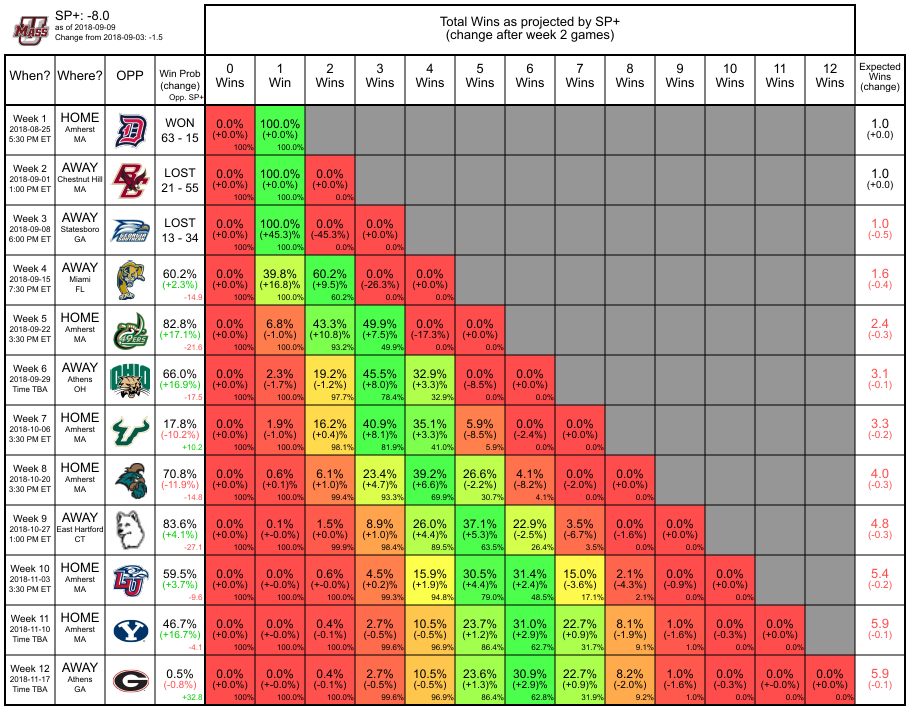 MASS
SP+: -8.0
as of 2018-09-09
Change from 2018-09-03: -1.5
Total Wins as projected by SP+
(change after week 2 games)
When? Where? OPP Win Prob (change) Opp. SP+ 0 Wins 1 Win 2 Wins 3 Wins 4 Wins 5 Wins 6 Wins 7 Wins 8 Wins 9 Wins 10 Wins 11 Wins 12 Wins Expected Wins (change)
Week 1 HOME WON 0.0% 100.0% 1.0
2018-08-25 Amherst D 63 - 15 (+0.0%) (+0.0%) (+0.0)
5:30 PM ET MA 100% 100.0%
Week 2 AWAY LOST 0.0% 100.0% 0.0% 1.0
2018-09-01 Chestnut Hill BC 21 - 55 (+0.0%) (+0.0%) (+0.0%) (+0.0)
1:00 PM ET MA 100% 100.0% 0.0%
Week 3 AWAY LOST 0.0% 100.0% 0.0% 0.0% 1.0
2018-09-08 Statesboro GEORGIA SOUTHERN 13 - 34 (+0.0%) (+45.3)% (-45.3%) (+0.0%) (-0.5)
6:00 PM ET GA 100% 100.0% 0.0% 0.0%
Week 4 AWAY 60.2% 0.0% 39.8% 60.2% 0.0% 0.0% 1.6
2018-09-15 Miami (+2.3%) (+0.0%) (+16.8)% (+9.5)% (-26.3%) (+0.0%) (-0.4)
7:30 PM ET FL -14.9 100% 100.0% 60.2% 0.0% 0.0%
Week 5 HOME 82.8% 0.0% 6.8% 43.3% 49.9% 0.0% 0.0% 2.4
2018-09-22 Amherst 49ERS (+17.1%) (+0.0%) (-1.0%) (+10.8)% (+7.5)% (-17.3%) (+0.0%) (-0.3)
3:30 PM ET MA -21.6 100% 100.0% 93.2% 49.9% 0.0% 0.0%
Week 6 AWAY 66.0% 0.0% 2.3% 19.2% 45.5% 32.9% 0.0% 0.0% 3.1
2018-09-29 Athens OHIO (+16.9%) (+0.0%) (-1.7%) (-1.2%) (+8.0)% (+3.3)% (-8.5%) (+0.0%) (-0.1)
Time TBA OH -17.5 100% 100.0% 97.7% 78.4% 32.9% 0.0% 0.0%
Week 7 HOME 17.8% 0.0% 1.9% 16.2% 40.9% 35.1% 5.9% 0.0% 0.0% 3.3
2018-10-06 Amherst (-10.2%) (+0.0%) (-1.0%) (+0.4)% (+8.1)% (+3.3)% (-8.5%) (-2.4%) (+0.0%) (-0.2)
3:30 PM ET MA +10.2 100% 100.0% 98.1% 81.9% 41.0% 5.9% 0.0% 0.0%
Week 8 HOME 70.8% 0.0% 0.6% 6.1% 23.4% 39.2% 26.6% 4.1% 0.0% 0.0% 4.0
2018-10-20 Amherst (-11.9%) (+0.0%) (+0.1)% (+1.0)% (+4.7)% (+6.6)% (-2.2%) (-8.2%) (-2.0%) (+0.0%) (-0.3)
3:30 PM ET MA -14.8 100% 100.0% 99.4% 93.3% 69.9% 30.7% 4.1% 0.0% 0.0%
Week 9 AWAY 83.6% 0.0% 0.1% 1.5% 8.9% 26.0% 37.1% 22.9% 3.5% 0.0% 0.0% 4.8
2018-10-27 East Hartford (+4.1%) (+0.0%) (-0.0%) (+0.0)% (+1.0)% (+4.4)% (+5.3)% (-2.5%) (-6.7%) (-1.6%) (+0.0%) (-0.3)
1:00 PM ET CT -27.1 100% 100.0% 99.9% 98.4% 89.5% 63.5% 26.4% 3.5% 0.0% 0.0%
Week 10 HOME 59.5% 0.0% 0.0% 0.6% 4.5% 15.9% 30.5% 31.4% 15.0% 2.1% 0.0% 0.0% 5.4
2018-11-03 Amherst LU (+3.7%) (+0.0%) (+-0.0%) (+-0.0%) (+0.2)% (+1.9)% (+4.4)% (+2.4)% (-3.6%) (-4.3%) (-0.9%) (+0.0%) (-0.2)
3:30 PM ET MA -9.6 100% 100.0% 100.0% 99.3% 94.8% 79.0% 48.5% 17.1% 2.1% 0.0% 0.0%
Week 11 HOME 46.7% 0.0% 0.0% 0.4% 2.7% 10.5% 23.7% 31.0% 22.7% 8.1% 1.0% 0.0% 0.0% 5.9
2018-11-10 Amherst Y (+16.7%) (+0.0%) (+-0.0%) (-0.1%) (-0.5%) (-0.5%) (+1.2)% (+2.9)% (+0.9)% (-1.9%) (-1.6%) (-0.3%) (+0.0%) (-0.1)
Time TBA MA -4.1 100% 100.0% 100.0% 99.6% 96.9% 86.4% 62.7% 31.7% 9.1% 1.0% 0.0% 0.0%
Week 12 AWAY 0.5% 0.0% 0.0% 0.4% 2.7% 10.5% 23.6% 30.9% 22.7% 8.2% 1.0% 0.0% 0.0% 0.0% 5.9
2018-11-17 Athens G (-0.8%) (+0.0%) (+-0.0%) (-0.1%) (-0.5%) (-0.5%) (+1.3)% (+2.9)% (+0.9)% (-2.0%) (-1.6%) (-0.3%) (+-0.0%) (+0.0%) (-0.1)
Time TBA GA +32.8 100% 100.0% 100.0% 99.6% 96.9% 86.4% 62.8% 31.9% 9.2% 1.0% 0.0% 0.0% 0.0%